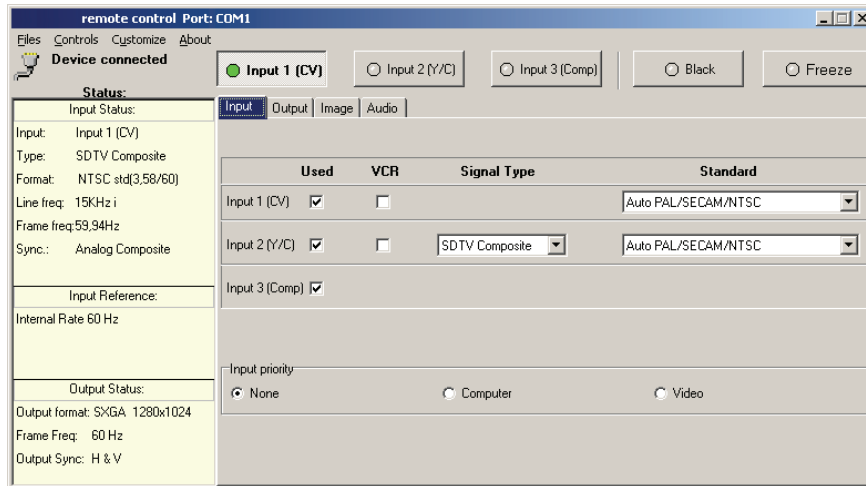 remote control Port: COM1
Files Controls Customize About
Device connected
Status:
Input 1 (CV) Input 2 (Y/C) Input 3 (Comp) Black Freeze
Input Status:
Input: Input 1 (CV)
Type: SDTV Composite
Format: NTSC std(3,58/60)
Line freq: 15KHz i
Frame freq:59,94Hz
Sync.: Analog Composite
Input Reference:
Internal Rate 60 Hz
Output Status:
Output format: SXGA 1280x1024
Frame Freq: 60 Hz
Output Sync: H & V
Input Output Image Audio
Used VCR Signal Type Standard
Input 1 (CV) Auto PAL/SECAM/NTSC
Input 2 (Y/C) SDTV Composite Auto PAL/SECAM/NTSC
Input 3 (Comp)
Input priority
None Computer Video